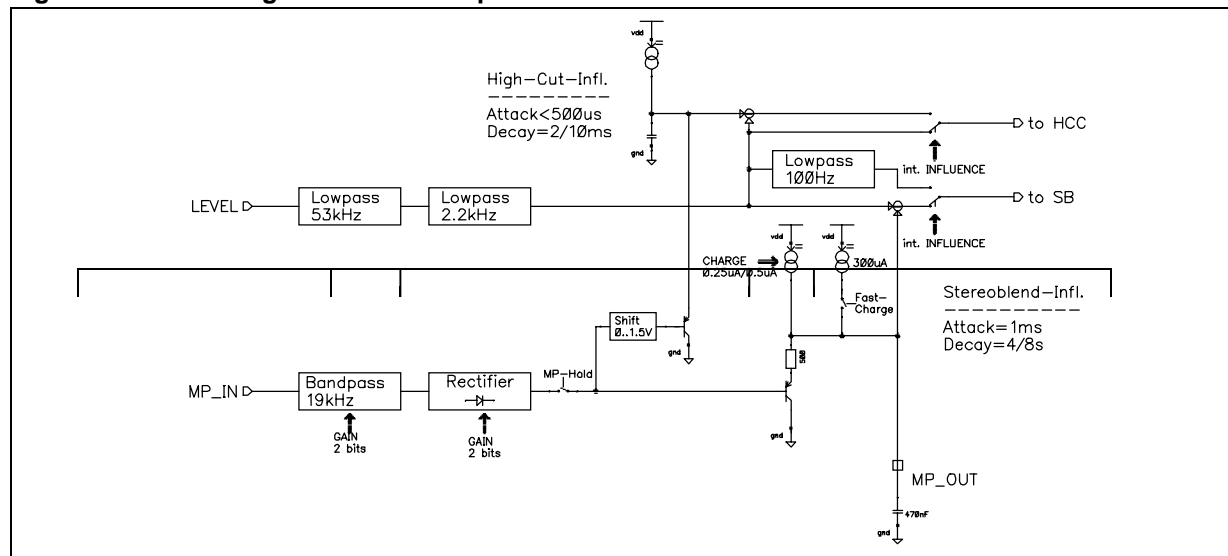 vdd
High-Cut-Infl.
Attack<500us
Decay=2/10ms
gnd
to HCC
int. INFLUENCE
Lowpass
100Hz
LEVEL
Lowpass
53kHz
Lowpass
2.2kHz
to SB
int. INFLUENCE
vdd
vdd
CHARGE
0.25uA/0.5uA
300uA
Fast-
Charge
Stereoblend-Infl.
Attack=1ms
Decay=4/8s
Shift
0..1.5V
gnd
500
MP-Hold
MP_IN
Bandpass
19kHz
Rectifier
GAIN
2 bits
GAIN
2 bits
gnd
MP_OUT
470nF
gnd